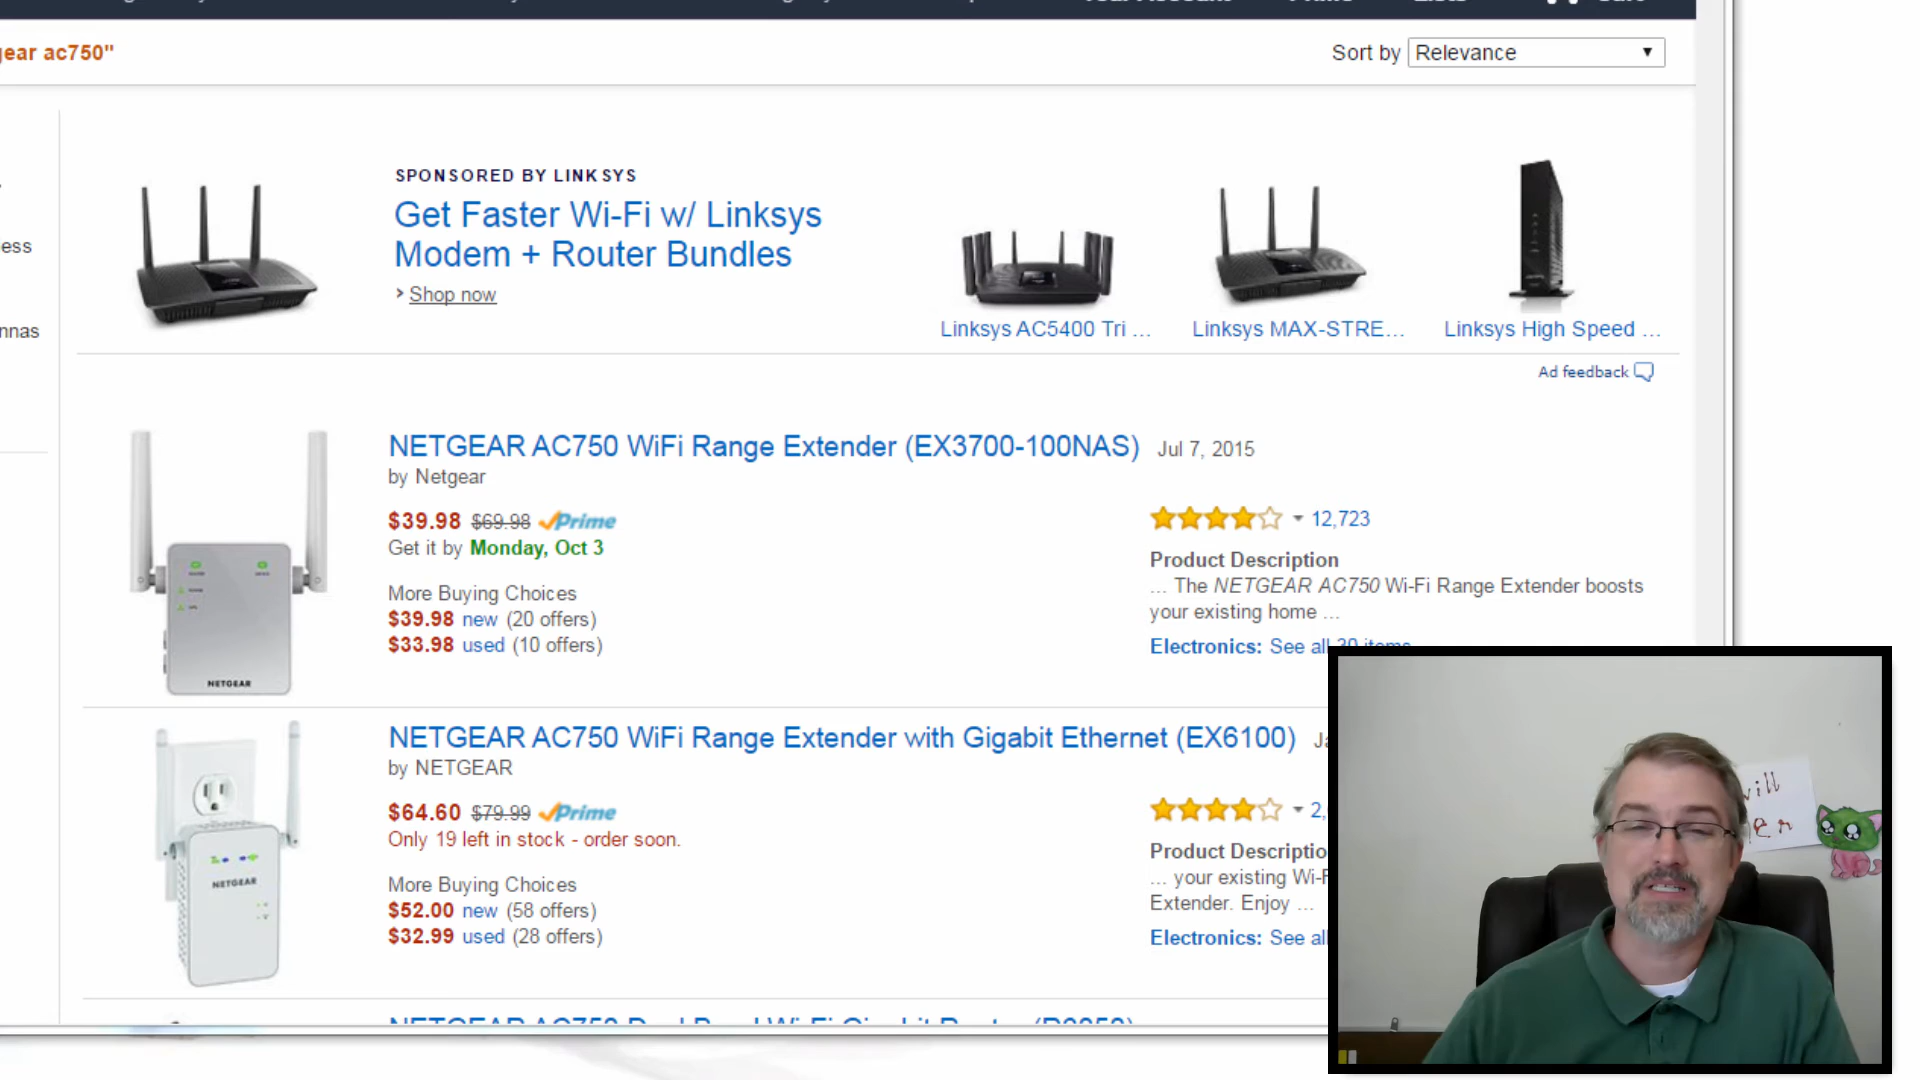 gear ac750"
Sort by Relevance
SPONSORED BY LINKSYS
Get Faster Wi-Fi w/ Linksys
Modem + Router Bundles
Shop now
ess
nnas
Linksys AC5400 Tri ...
Linksys MAX-STRE...
Linksys High Speed ...
Ad feedback
NETGEAR AC750 WiFi Range Extender (EX3700-100NAS) Jul 7, 2015
by Netgear
$39.98 $69.98 Prime
Get it by Monday, Oct 3
More Buying Choices
$39.98 new (20 offers)
$33.98 used (10 offers)
12,723
Product Description
... The NETGEAR AC750 Wi-Fi Range Extender boosts
your existing home ...
Electronics: See all 30 items
NETGEAR
NETGEAR AC750 WiFi Range Extender with Gigabit Ethernet (EX6100)
by NETGEAR
$64.60 $79.99 Prime
Only 19 left in stock - order soon.
More Buying Choices
$52.00 new (58 offers)
$32.99 used (28 offers)
2,
Product Descriptio
... your existing Wi-F
Extender. Enjoy ...
Electronics: See all
NETGEAR